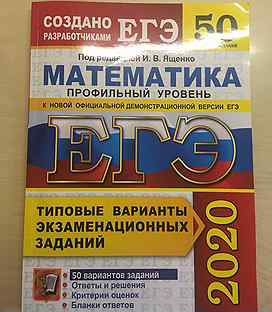 СОЗДАНО
РАЗРАБОТЧИКАМИ
ЕГЭ
50
Под редакцией И. В. Ященко
МАТЕМАТИКА
ПРОФИЛЬНЫЙ УРОВЕНЬ
К НОВОЙ ОФИЦИАЛЬНОЙ ДЕМОНСТРАЦИОННОЙ ВЕРСИИ ЕГЭ
ЕГЭ
ТИПОВЫЕ ВАРИАНТЫ
ЭКЗАМЕНАЦИОННЫХ
ЗАДАНИЙ
2020
50 вариантов заданий
Ответы и решения
Критерии оценок
Бланки ответов